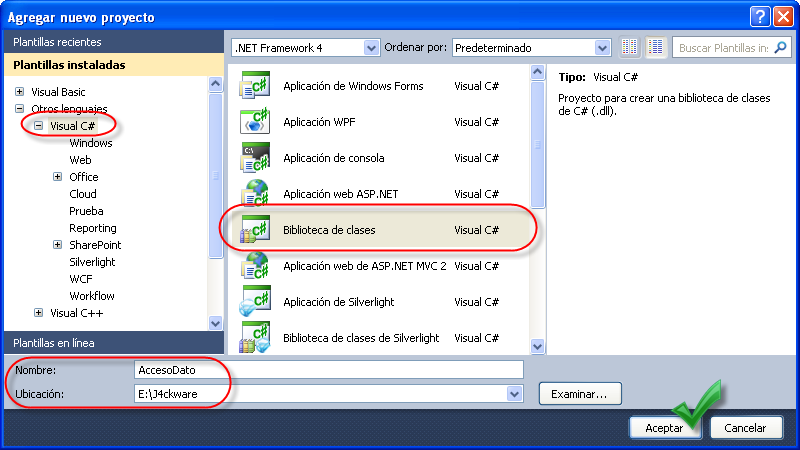 Agregar nuevo proyecto
Plantillas recientes
Plantillas instaladas
Visual Basic
Otros lenguajes
Visual C#
Windows
Web
Office
Cloud
Prueba
Reporting
SharePoint
Silverlight
WCF
Workflow
Visual C++
Plantillas en línea
.NET Framework 4
Ordenar por:
Predeterminado
Buscar Plantillas in:
Aplicación de Windows Forms Visual C#
Aplicación WPF Visual C#
Aplicación de consola Visual C#
Aplicación web ASP.NET Visual C#
Biblioteca de clases Visual C#
Aplicación web de ASP.NET MVC 2 Visual C#
Aplicación de Silverlight Visual C#
Biblioteca de clases de Silverlight Visual C#
Tipo: Visual C#
Proyecto para crear una biblioteca de clases
de C# (.dll).
Nombre: AccesoDato
Ubicación: E:\J4ckware
Examinar...
Aceptar
Cancelar